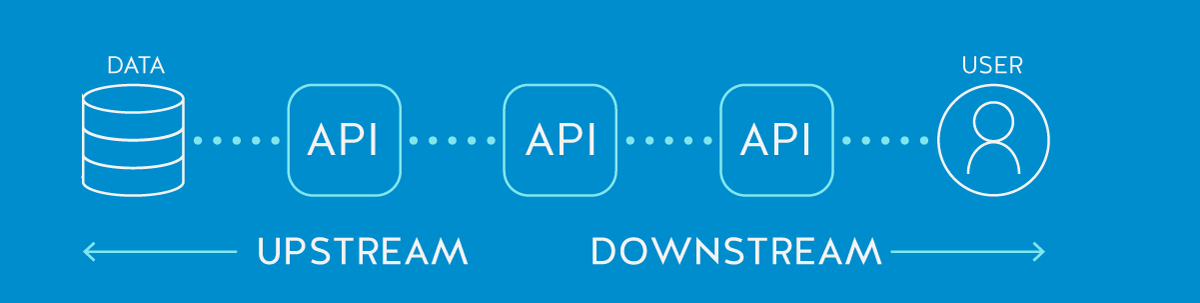 DATA
USER
API API API
UPSTREAM DOWNSTREAM